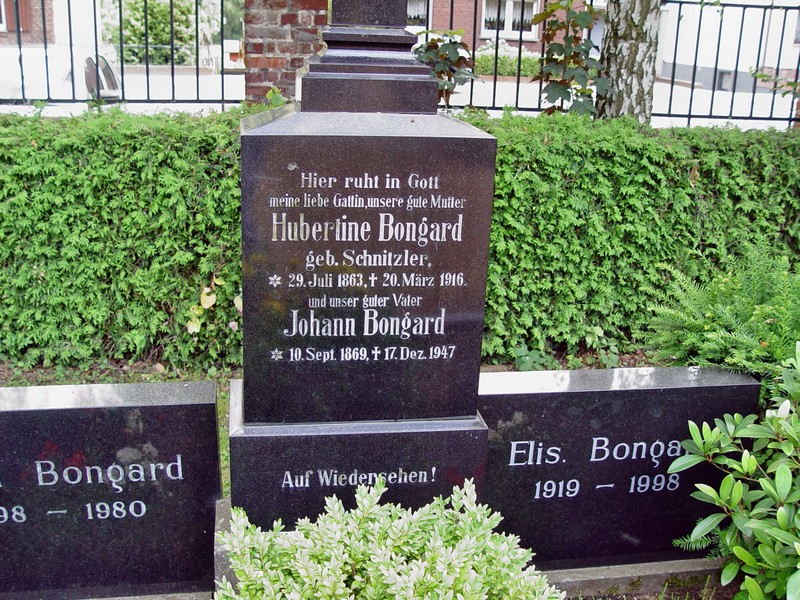 Hier ruht in Gott
meine liebe Gattin, unsere gute Mutter
Hubertine Bongard
geb. Schnitzler,
✡ 29. Juli 1863, ✝ 20. März 1916.
und unser guter Vater
Johann Bongard
✡ 10. Sept. 1869, ✝ 17. Dez. 1947
Auf Wiedersehen!
Bongard
98 – 1980
Elis. Bongar
1919 – 1998